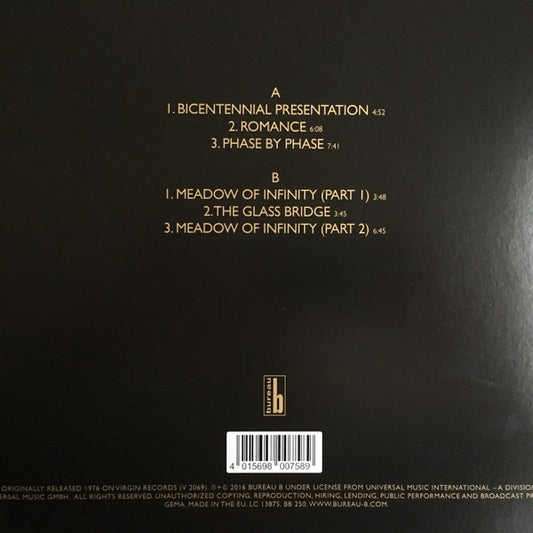 A
1. BICENTENNIAL PRESENTATION 4:52
2. ROMANCE 6:08
3. PHASE BY PHASE 7:41
B
1. MEADOW OF INFINITY (PART 1) 3:48
2. THE GLASS BRIDGE 3:45
3. MEADOW OF INFINITY (PART 2) 6:45
bureau b
4 015698 007589
ORIGINALLY RELEASED 1976 ON VIRGIN RECORDS (V 2069). ℗ + © 2016 BUREAU B UNDER LICENSE FROM UNIVERSAL MUSIC INTERNATIONAL – A DIVISION
ERSAL MUSIC GMBH. ALL RIGHTS RESERVED. UNAUTHORIZED COPYING, REPRODUCTION, HIRING, LENDING, PUBLIC PERFORMANCE AND BROADCAST PR
GEMA. MADE IN THE EU. LC 13875. BB 250. WWW.BUREAU-B.COM